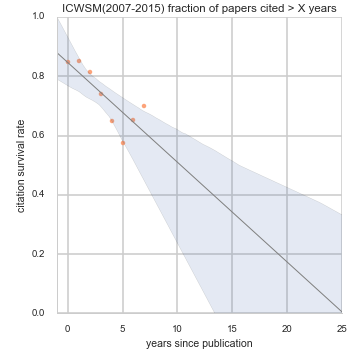 ICWSM(2007-2015) fraction of papers cited > X years
1.0
0.8
0.6
0.4
0.2
0.0
citation survival rate
0 5 10 15 20 25
years since publication